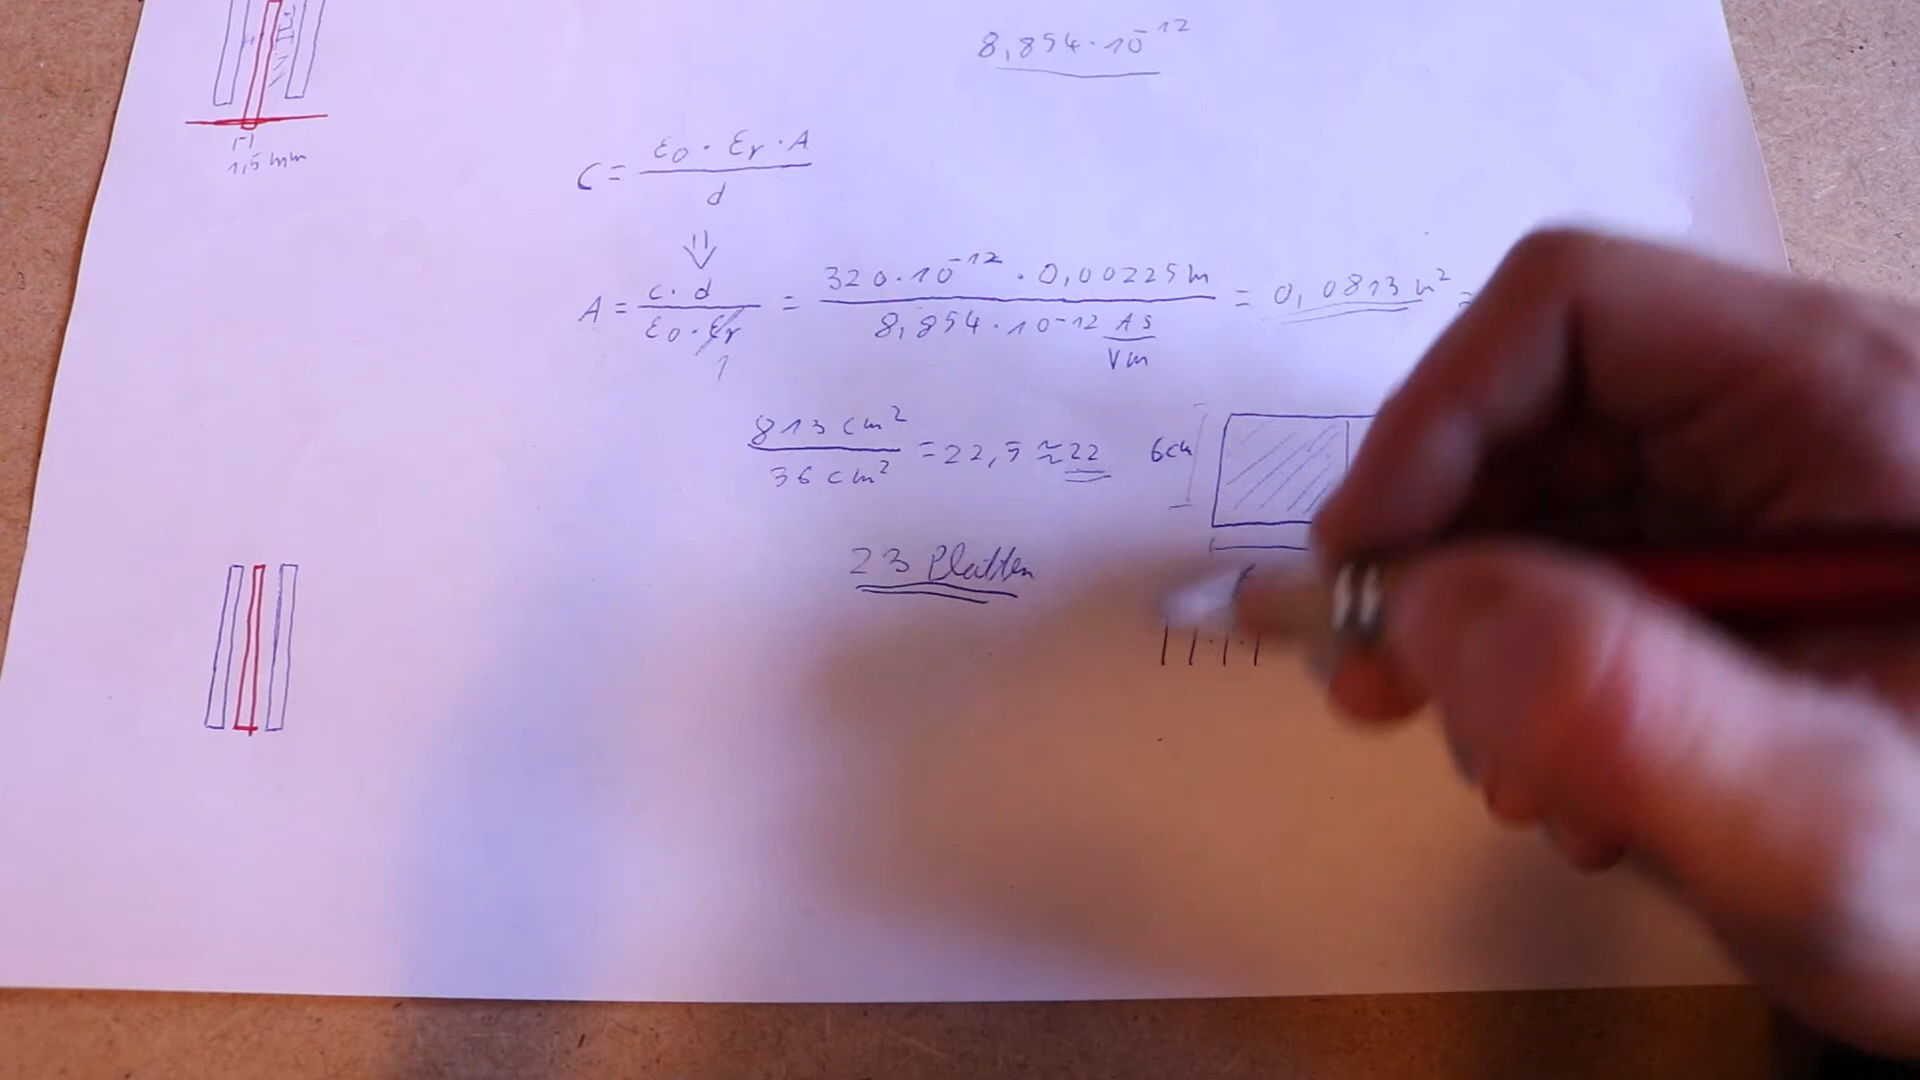 8,854·10^-12
1,5 mm
C = ε0 · εr · A / d
⇓
A = c · d / ε0 · εr = 320·10^-12 · 0,00225m / 8,854·10^-12 As/Vm = 0,0813 m² =
1
813 cm² / 36 cm² = 22,5 ≈ 22
6cm
23 Platten